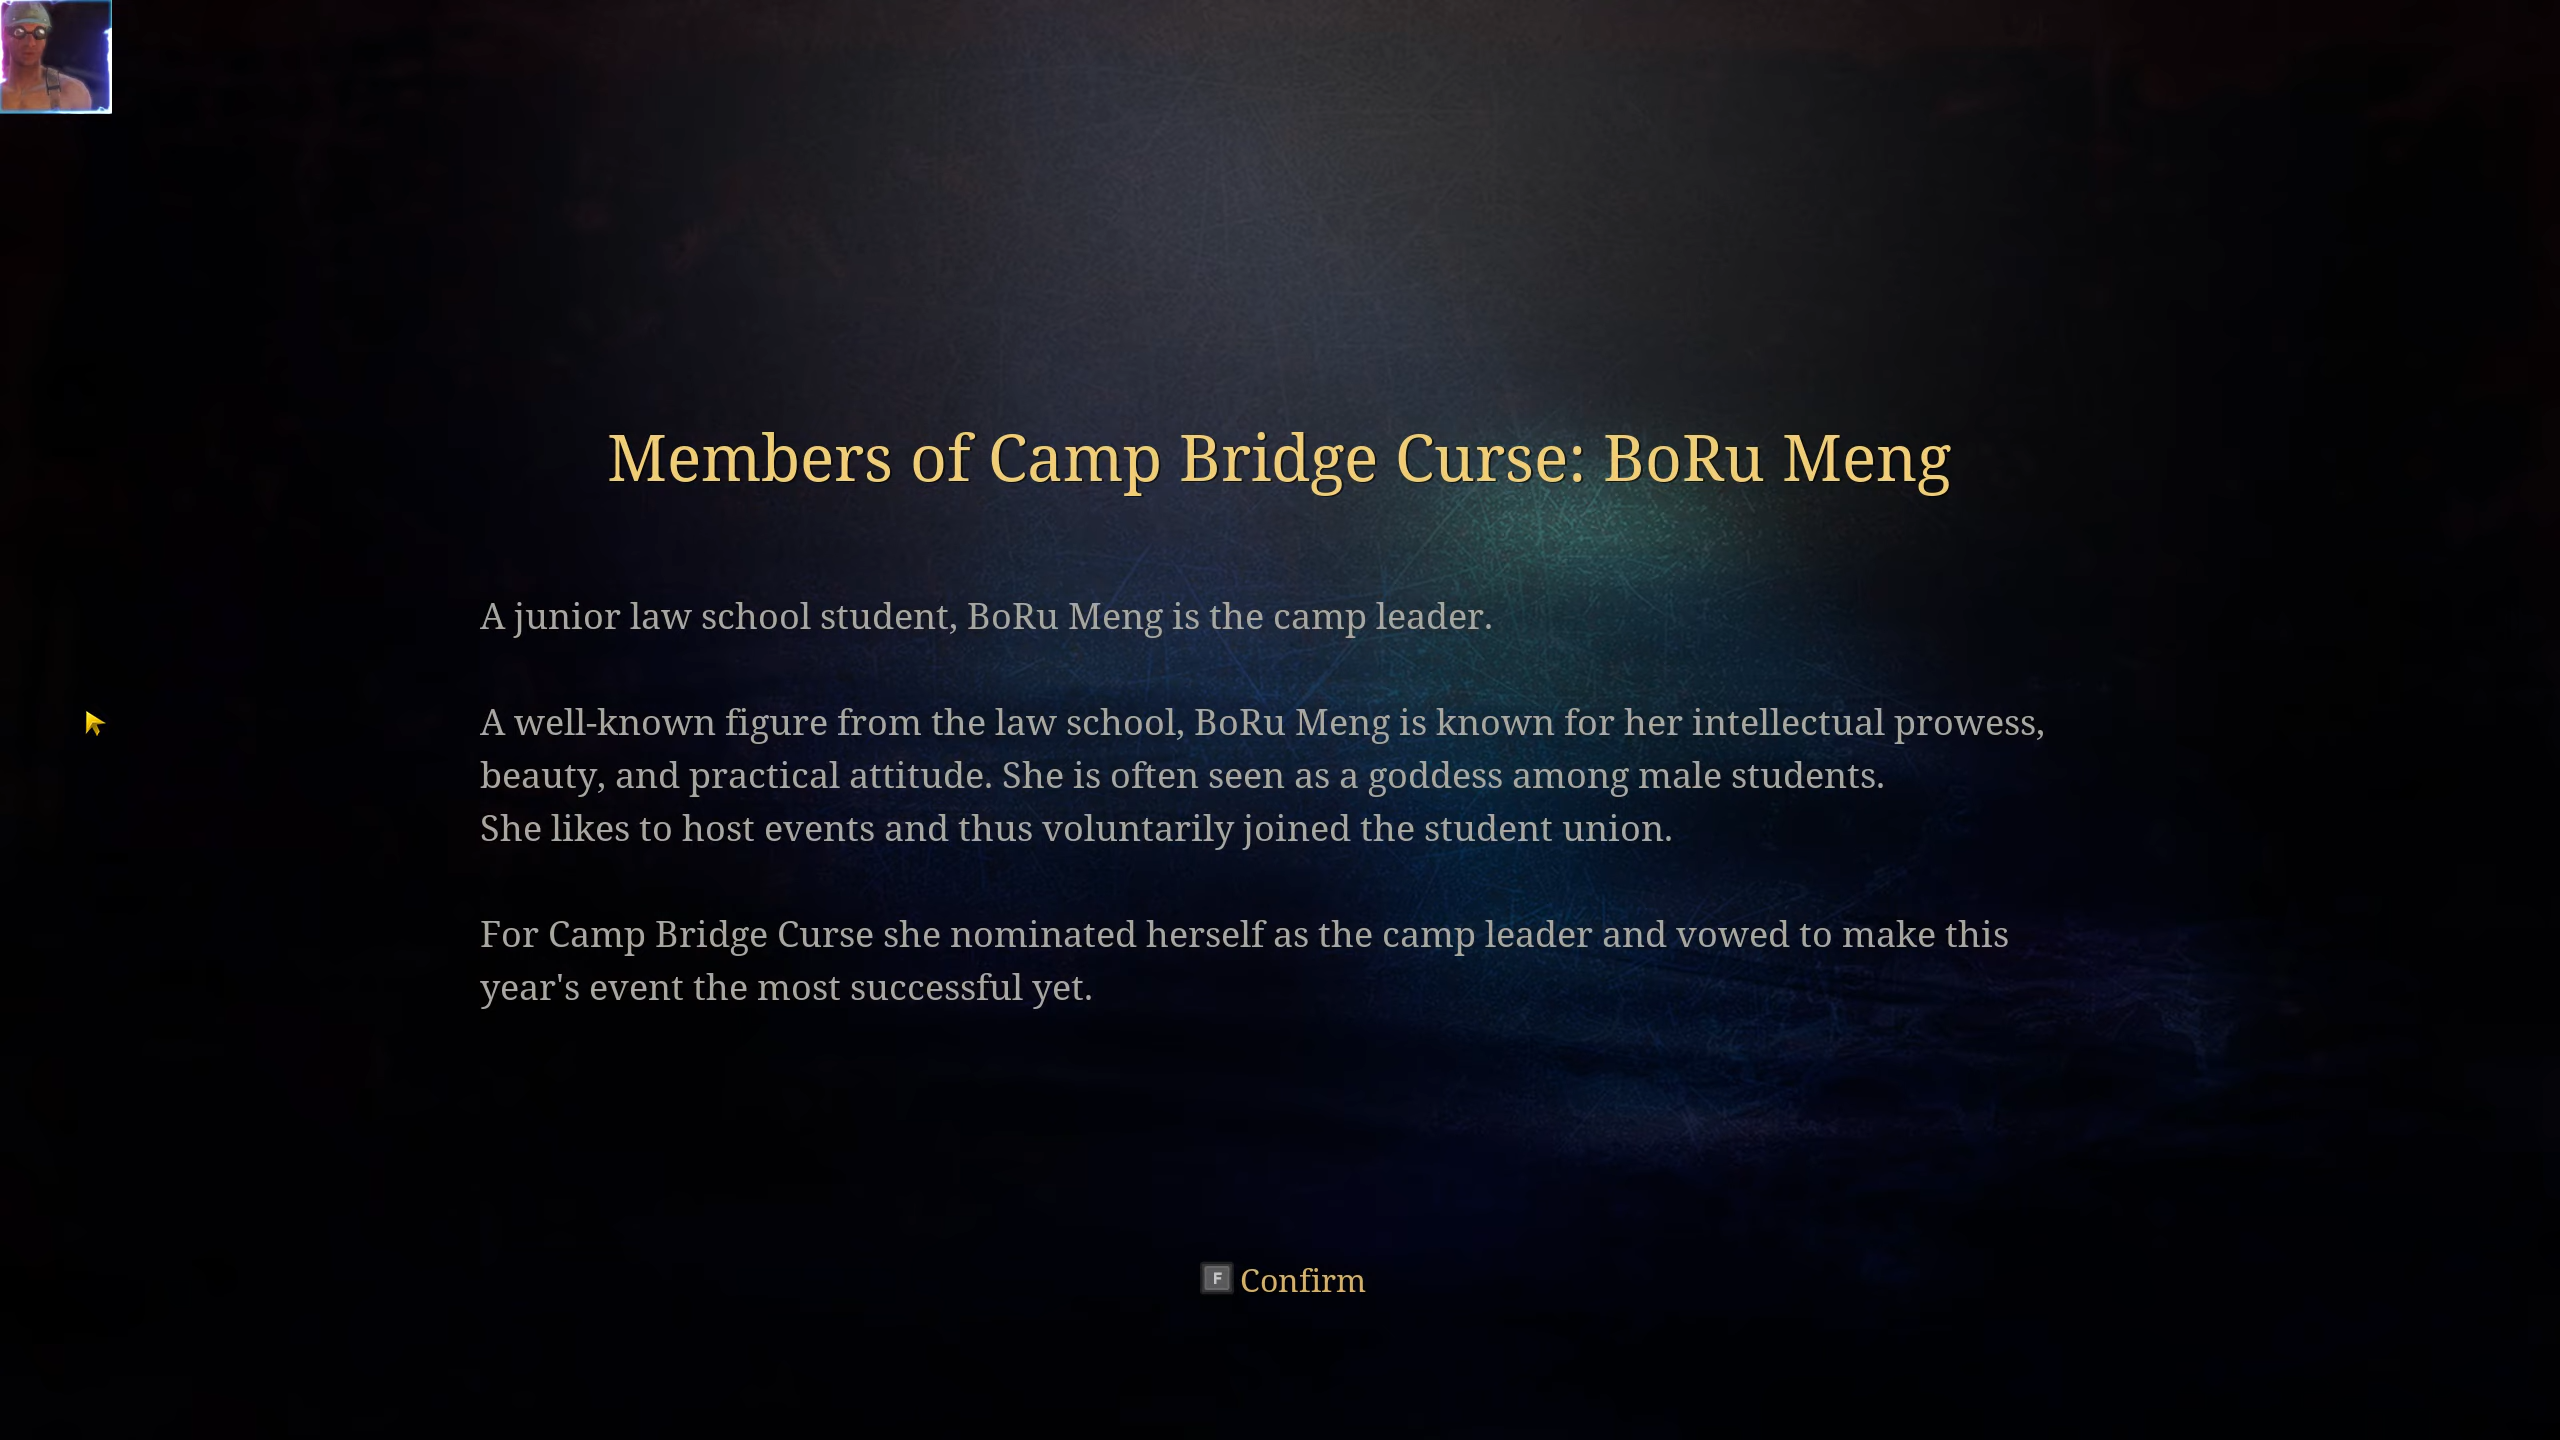 Members of Camp Bridge Curse: BoRu Meng
A junior law school student, BoRu Meng is the camp leader.
A well-known figure from the law school, BoRu Meng is known for her intellectual prowess,
beauty, and practical attitude. She is often seen as a goddess among male students.
She likes to host events and thus voluntarily joined the student union.
For Camp Bridge Curse she nominated herself as the camp leader and vowed to make this
year's event the most successful yet.
F Confirm